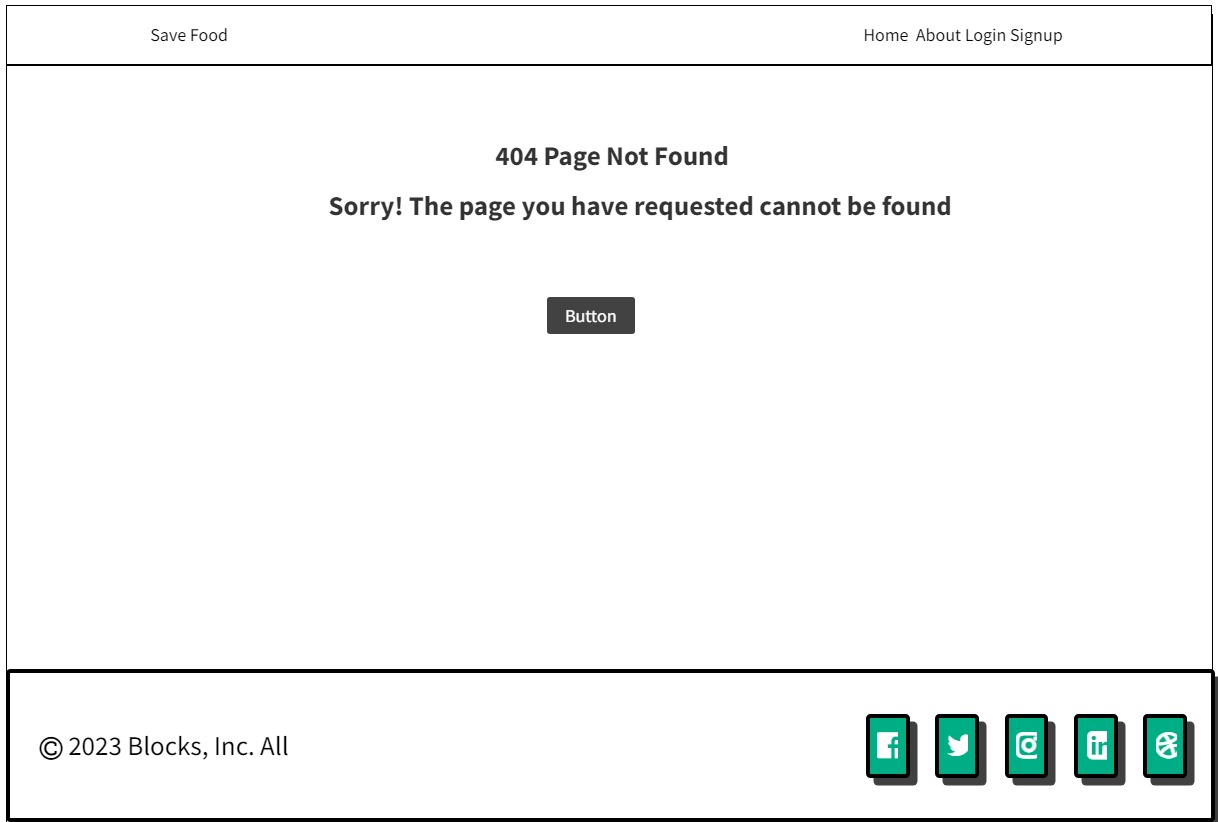 Save Food
Home About Login Signup
404 Page Not Found
Sorry! The page you have requested cannot be found
Button
© 2023 Blocks, Inc. All